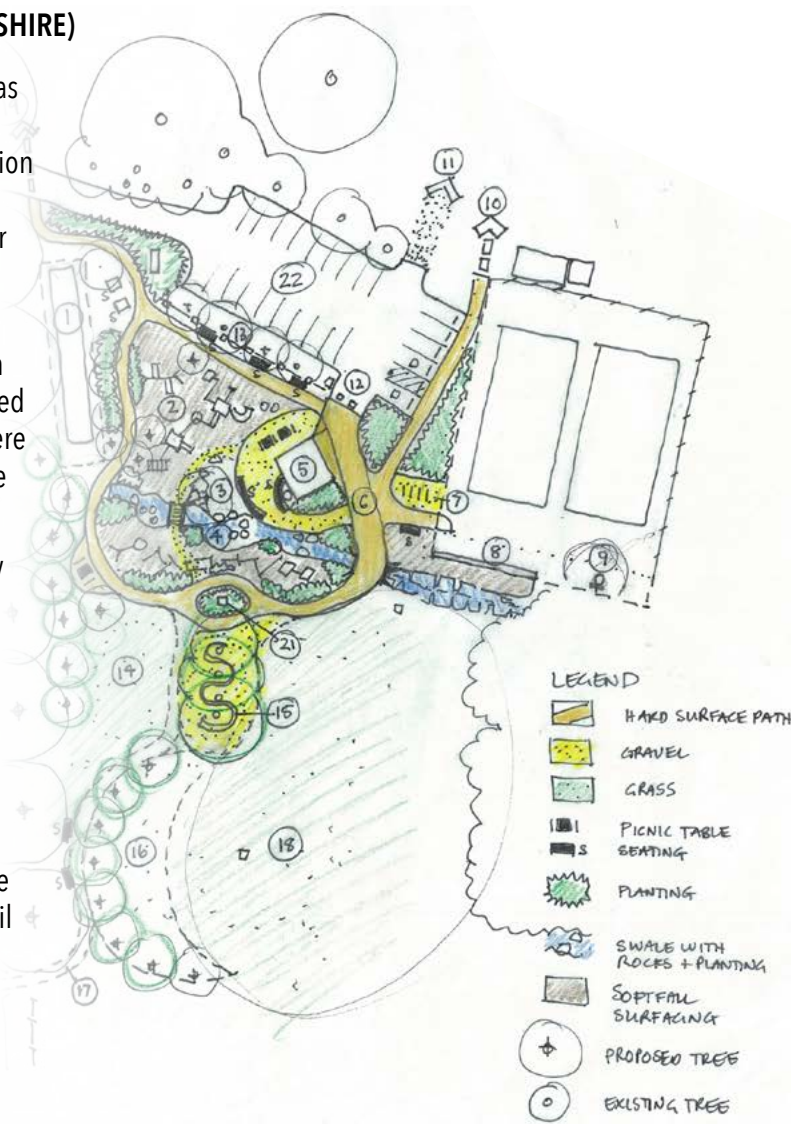 SHIRE)
as
ion
r
n
ed
ere
e
y
e
il
11
10
22
1
13
12
2
5
3
6
7
4
8
9
21
14
15
16
18
17
LEGEND
HARD SURFACE PATH
GRAVEL
GRASS
PICNIC TABLE
S SEATING
PLANTING
SWALE WITH
ROCKS + PLANTING
SOFTFALL
SURFACING
PROPOSED TREE
EXISTING TREE